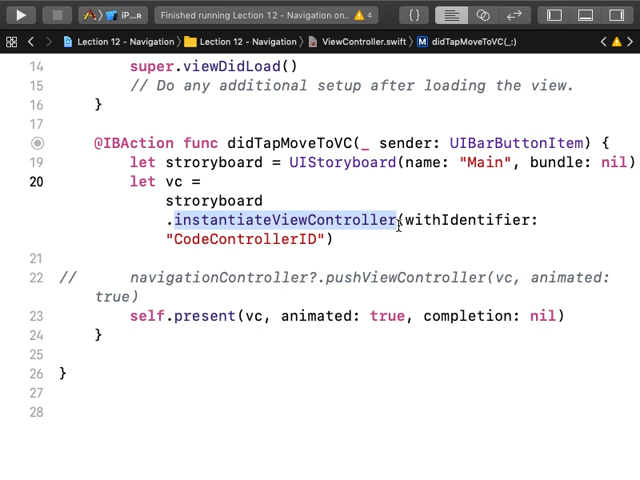 iP...R
Finished running Lection 12 - Navigation on...
4
{ }
Lection 12 - Navigation
Lection 12 - Navigation
ViewController.swift
M
didTapMoveToVC(_:)
14 super.viewDidLoad()
15 // Do any additional setup after loading the view.
16 }
17
@IBAction func didTapMoveToVC(_ sender: UIBarButtonItem) {
19 let stroryboard = UIStoryboard(name: "Main", bundle: nil)
20 let vc =
stroryboard
.instantiateViewController(withIdentifier:
"CodeControllerID")
21
22 // navigationController?.pushViewController(vc, animated:
true)
23 self.present(vc, animated: true, completion: nil)
24 }
25
26 }
27
28